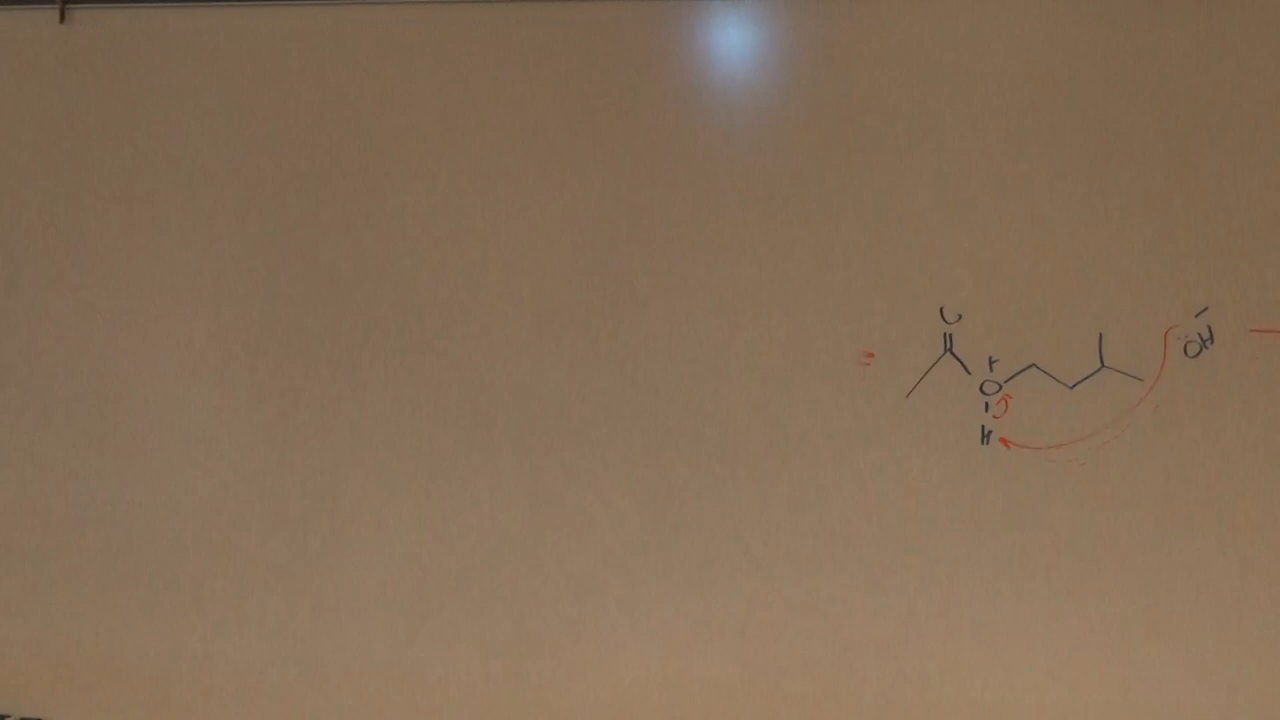 O
=
+
O
H
-
:OH